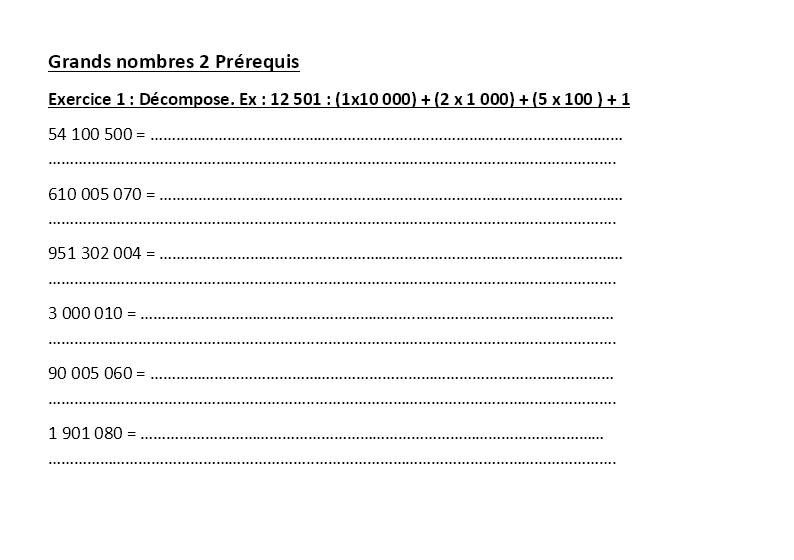 Grands nombres 2 Prérequis
Exercice 1 : Décompose. Ex : 12 501 : (1x10 000) + (2 x 1 000) + (5 x 100 ) + 1
54 100 500 = ……………………………………………………………………………………………
……………………………………………………………………………………………………………….
610 005 070 = …………………………………………………………………………………………
……………………………………………………………………………………………………………….
951 302 004 = …………………………………………………………………………………………
……………………………………………………………………………………………………………….
3 000 010 = ……………………………………………………………………………………………
……………………………………………………………………………………………………………….
90 005 060 = …………………………………………………………………………………………
……………………………………………………………………………………………………………….
1 901 080 = ……………………………………………………………………………………………
……………………………………………………………………………………………………………….